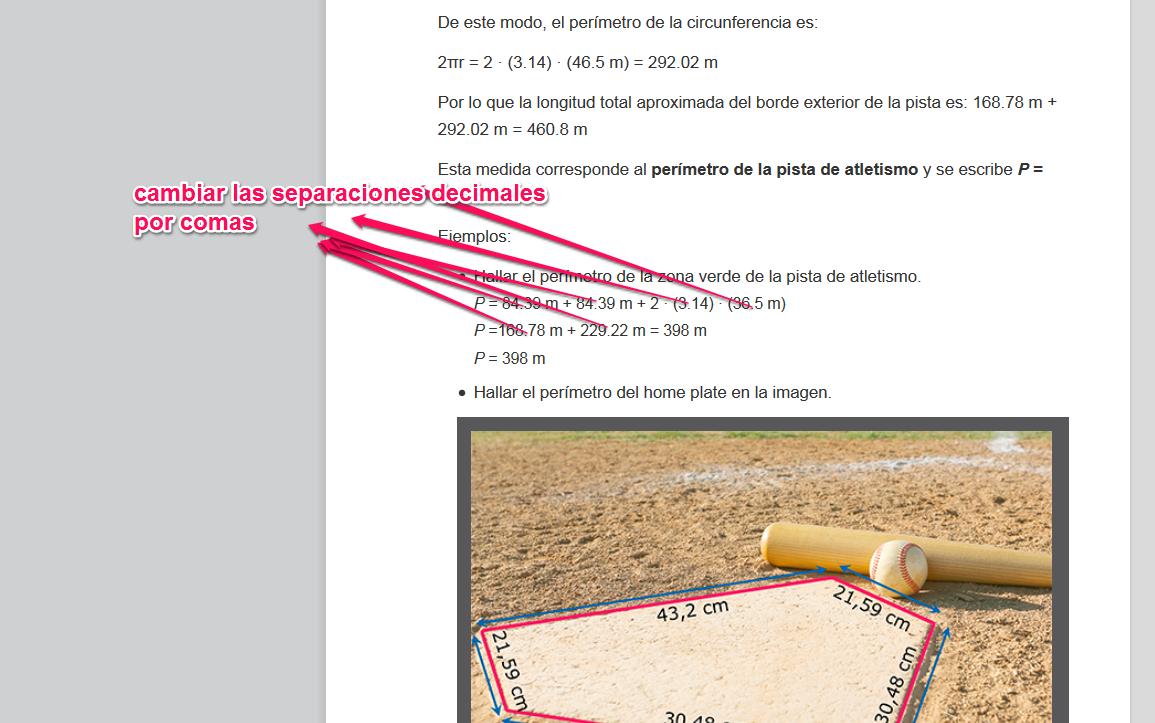 De este modo, el perímetro de la circunferencia es:
2πr = 2 · (3.14) · (46.5 m) = 292.02 m
Por lo que la longitud total aproximada del borde exterior de la pista es: 168.78 m +
292.02 m = 460.8 m
Esta medida corresponde al perímetro de la pista de atletismo y se escribe P =
cambiar las separaciones decimales
por comas
Ejemplos:
• Hallar el perímetro de la zona verde de la pista de atletismo.
P = 84.39 m + 84.39 m + 2 · (3.14) · (36.5 m)
P =168.78 m + 229.22 m = 398 m
P = 398 m
• Hallar el perímetro del home plate en la imagen.
43,2 cm
21,59 cm
21,59 cm
30,48 cm
30,48